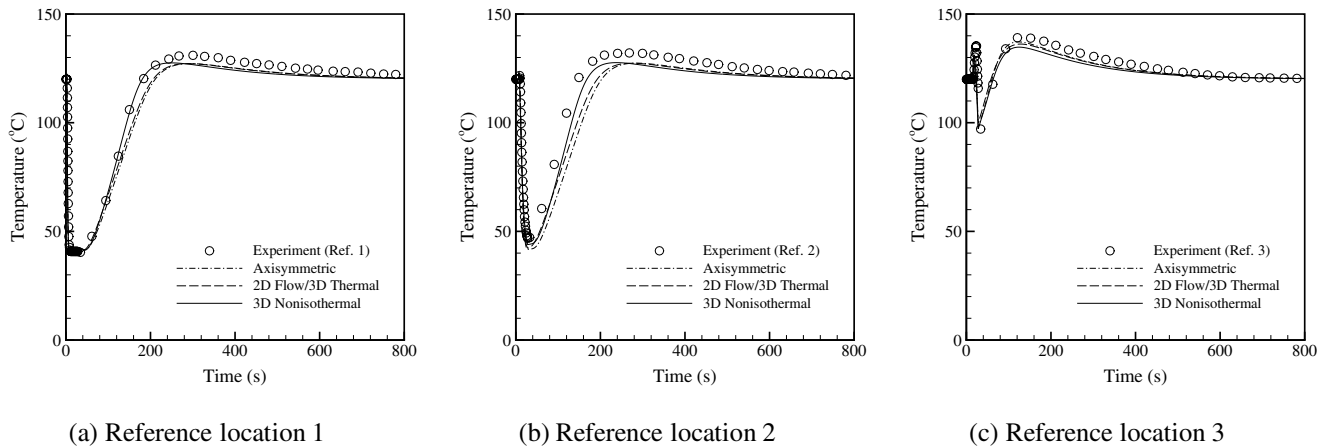 150
100
50
0
Temperature (°C)
0 200 400 600 800
Time (s)
Experiment (Ref. 1)
Axisymmetric
2D Flow/3D Thermal
3D Nonisothermal
(a) Reference location 1
150
100
50
0
Temperature (°C)
0 200 400 600 800
Time (s)
Experiment (Ref. 2)
Axisymmetric
2D Flow/3D Thermal
3D Nonisothermal
(b) Reference location 2
150
100
50
0
Temperature (°C)
0 200 400 600 800
Time (s)
Experiment (Ref. 3)
Axisymmetric
2D Flow/3D Thermal
3D Nonisothermal
(c) Reference location 3